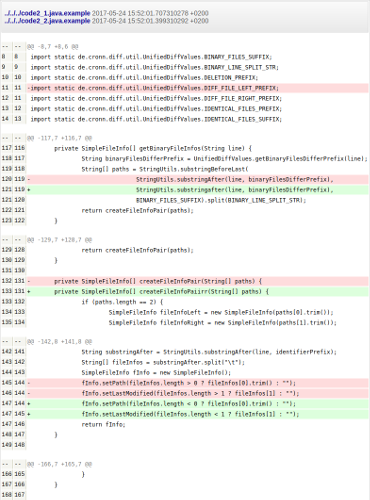 ../../../code2_1.java.example 2017-05-24 15:52:01.707310278 +0200
../../../code2_2.java.example 2017-05-24 15:52:01.399310292 +0200
-- -- @@ -8,7 +8,6 @@
8 8 import static de.cronn.diff.util.UnifiedDiffValues.BINARY_FILES_SUFFIX;
9 9 import static de.cronn.diff.util.UnifiedDiffValues.BINARY_LINE_SPLIT_STR;
10 10 import static de.cronn.diff.util.UnifiedDiffValues.DELETION_PREFIX;
11 11 -import static de.cronn.diff.util.UnifiedDiffValues.DIFF_FILE_LEFT_PREFIX;
12 11 import static de.cronn.diff.util.UnifiedDiffValues.DIFF_FILE_RIGHT_PREFIX;
13 12 import static de.cronn.diff.util.UnifiedDiffValues.IDENTICAL_FILES_SUFFIX;
14 13 import static de.cronn.diff.util.UnifiedDiffValues.IDENTICAL_FILES_SUFFIX;
-- -- @@ -117,7 +116,7 @@
117 116 private SimpleFileInfo[] getBinaryFileInfos(String line) {
118 117 String binaryFilesDifferPrefix = UnifiedDiffValues.getBinaryFilesDifferPrefix(line);
119 118 String[] paths = StringUtils.substringBeforeLast(
120 119 - StringUtils.substringAfter(line, binaryFilesDifferPrefix),
121 119 + StringUtils.substringafter(line, binaryFilesDifferPrefix),
121 120 BINARY_FILES_SUFFIX).split(BINARY_LINE_SPLIT_STR);
122 121 return createFileInfoPair(paths);
123 122 }
-- -- @@ -129,7 +128,7 @@
129 128 return createFileInfoPair(paths);
130 129 }
131 130
132 131 - private SimpleFileInfo[] createFileInfoPair(String[] paths) {
133 131 + private SimpleFileInfo[] createFileInfoPairr(String[] paths) {
133 132 if (paths.length == 2) {
134 133 SimpleFileInfo fileInfoLeft = new SimpleFileInfo(paths[0].trim());
135 134 SimpleFileInfo fileInfoRight = new SimpleFileInfo(paths[1].trim());
-- -- @@ -142,8 +141,8 @@
142 141 String substringAfter = StringUtils.substringAfter(line, identifierPrefix);
143 142 String[] fileInfos = substringAfter.split("\t");
144 143 SimpleFileInfo fInfo = new SimpleFileInfo();
145 144 - fInfo.setPath(fileInfos.length > 0 ? fileInfos[0].trim() : "");
146 144 - fInfo.setLastModified(fileInfos.length > 1 ? fileInfos[1] : "");
147 144 + fInfo.setPath(fileInfos.length < 0 ? fileInfos[0].trim() : "");
147 145 + fInfo.setLastModified(fileInfos.length < 1 ? fileInfos[1] : "");
147 146 return fInfo;
148 147 }
149 148
-- -- @@ -166,7 +165,7 @@
166 165 }
167 166 }
168 167